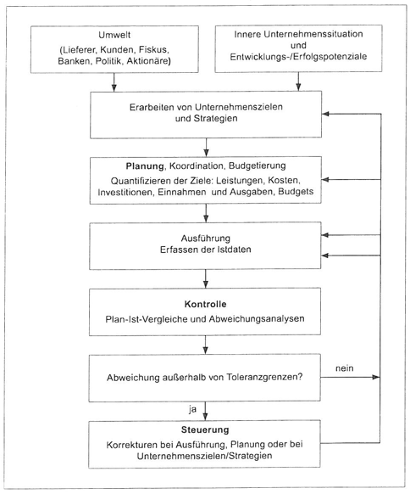 Umwelt
(Lieferer, Kunden, Fiskus,
Banken, Politik, Aktionäre)
Innere Unternehmenssituation
und
Entwicklungs-/Erfolgspotenziale
Erarbeiten von Unternehmenszielen
und Strategien
Planung, Koordination, Budgetierung
Quantifizieren der Ziele: Leistungen, Kosten,
Investitionen, Einnahmen und Ausgaben, Budgets
Ausführung
Erfassen der Istdaten
Kontrolle
Plan-Ist-Vergleiche und Abweichungsanalysen
Abweichung außerhalb von Toleranzgrenzen?
nein
ja
Steuerung
Korrekturen bei Ausführung, Planung oder bei
Unternehmenszielen/Strategien